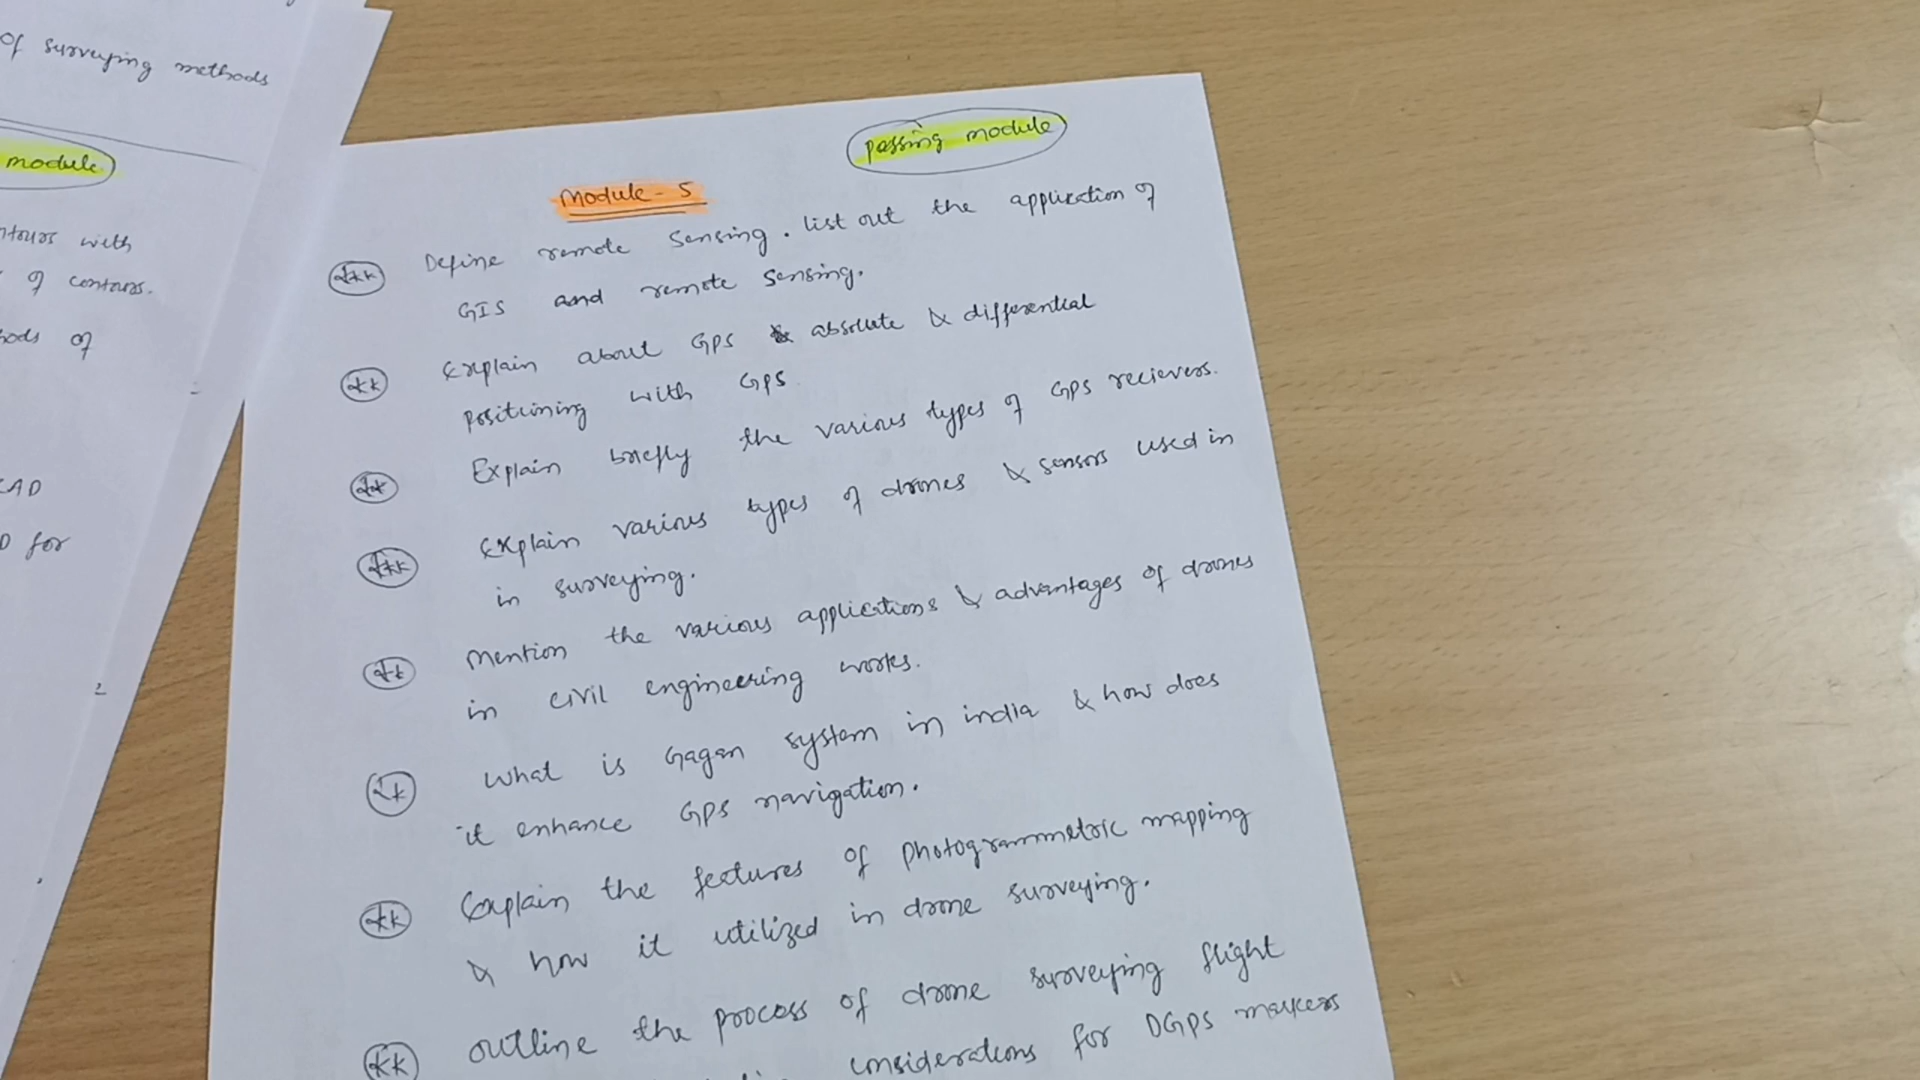 of surveying methods
module
ntours with
of contours.
hods of
CAD
D for
2
passing module
Module - 5
*** Define remote sensing. list out the application of
GIS and remote sensing.
** Explain about GPS absolute & differential
positioning with GPS
** Explain briefly the various types of GPS recievers.
*** Explain various types of drones & sensors used in
in surveying.
** mention the various applications & advantages of drones
in civil engineering works.
* What is Gagan system in india & how does
it enhance GPS navigation.
** Explain the features of photogrammetric mapping
& how it utilized in drone surveying.
** outline the process of drone surveying flight
considerations for DGPS markers